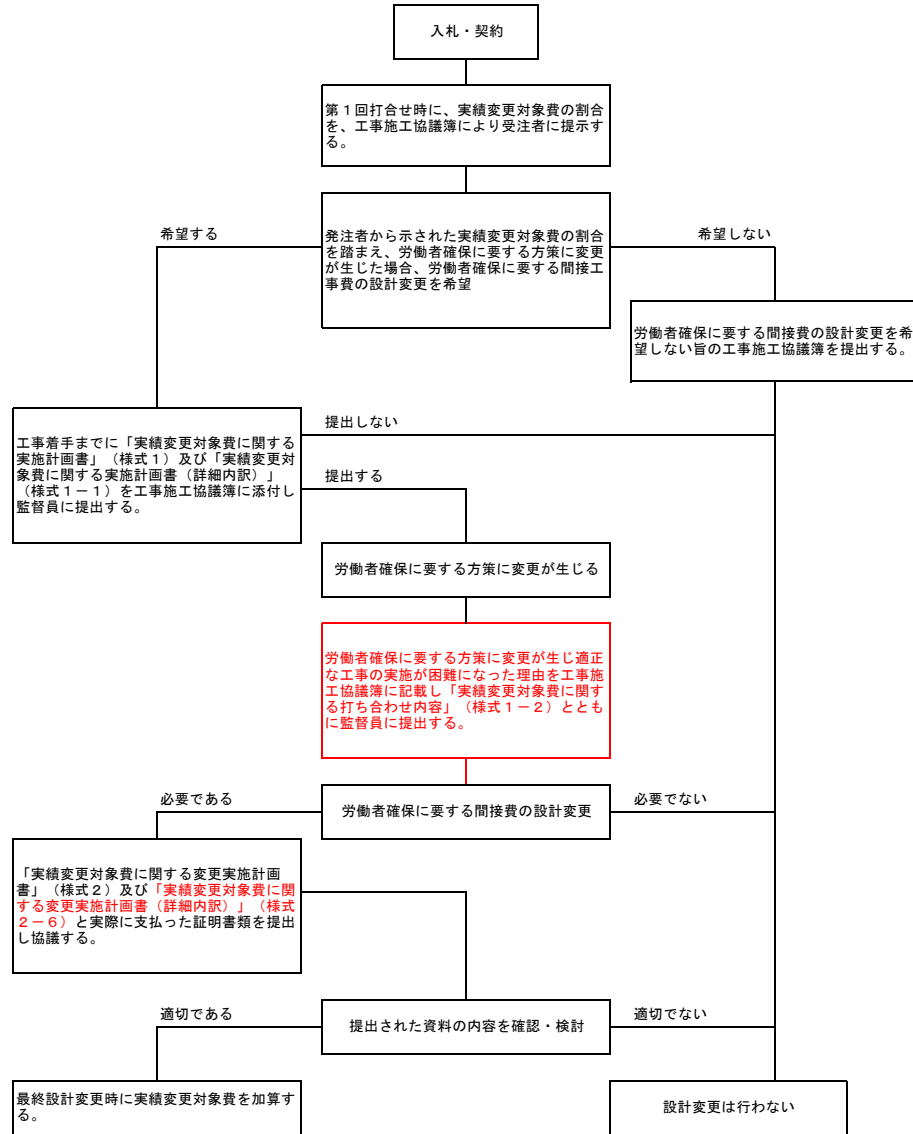 入札・契約
第１回打合せ時に、実績変更対象費の割合
を、工事施工協議簿により受注者に提示す
る。
希望する
発注者から示された実績変更対象費の割合
を踏まえ、労働者確保に要する方策に変更
が生じた場合、労働者確保に要する間接工
事費の設計変更を希望
希望しない
労働者確保に要する間接費の設計変更を希
望しない旨の工事施工協議簿を提出する。
工事着手までに「実績変更対象費に関する
実施計画書」（様式１）及び「実績変更対
象費に関する実施計画書（詳細内訳）」
（様式１－１）を工事施工協議簿に添付し
監督員に提出する。
提出しない
提出する
労働者確保に要する方策に変更が生じる
労働者確保に要する方策に変更が生じ適正
な工事の実施が困難になった理由を工事施
工協議簿に記載し「実績変更対象費に関す
る打ち合わせ内容」（様式１－２）ととも
に監督員に提出する。
必要である
労働者確保に要する間接費の設計変更
必要でない
「実績変更対象費に関する変更実施計画
書」（様式２）及び「実績変更対象費に関
する変更実施計画書（詳細内訳）」（様式
２－６）と実際に支払った証明書類を提出
し協議する。
適切である
提出された資料の内容を確認・検討
適切でない
最終設計変更時に実績変更対象費を加算す
る。
設計変更は行わない